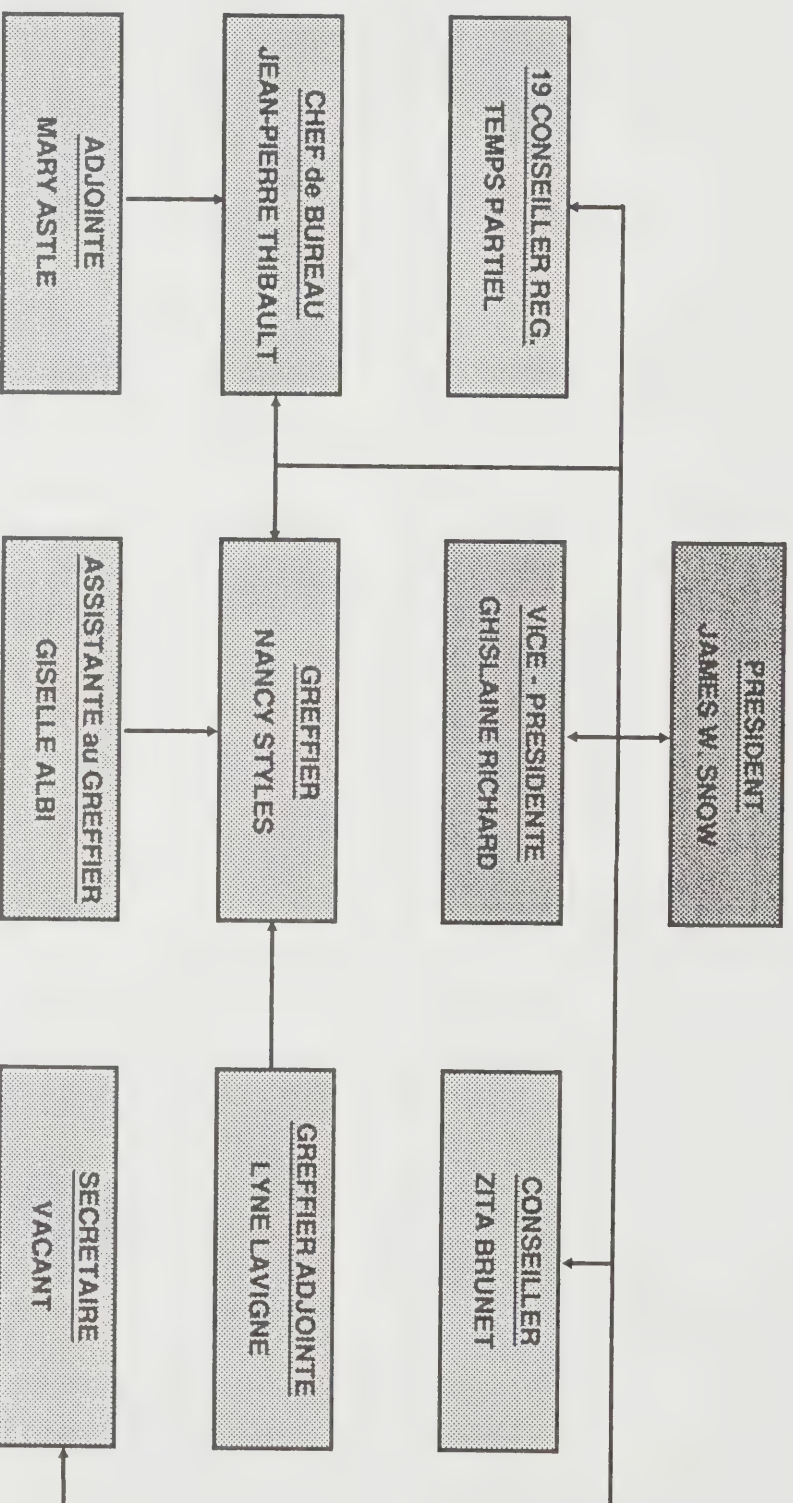 PRESIDENT
JAMES W. SNOW
19 CONSEILLER REG.
TEMPS PARTIEL
VICE - PRESIDENTE
GHISLAINE RICHARD
CONSEILLER
ZITA BRUNET
CHEF de BUREAU
JEAN-PIERRE THIBAULT
GREFFIER
NANCY STYLES
GREFFIER ADJOINTE
LYNE LAVIGNE
ADJOINTE
MARY ASTLE
ASSISTANTE au GREFFIER
GISELLE ALBI
SECRETAIRE
VACANT